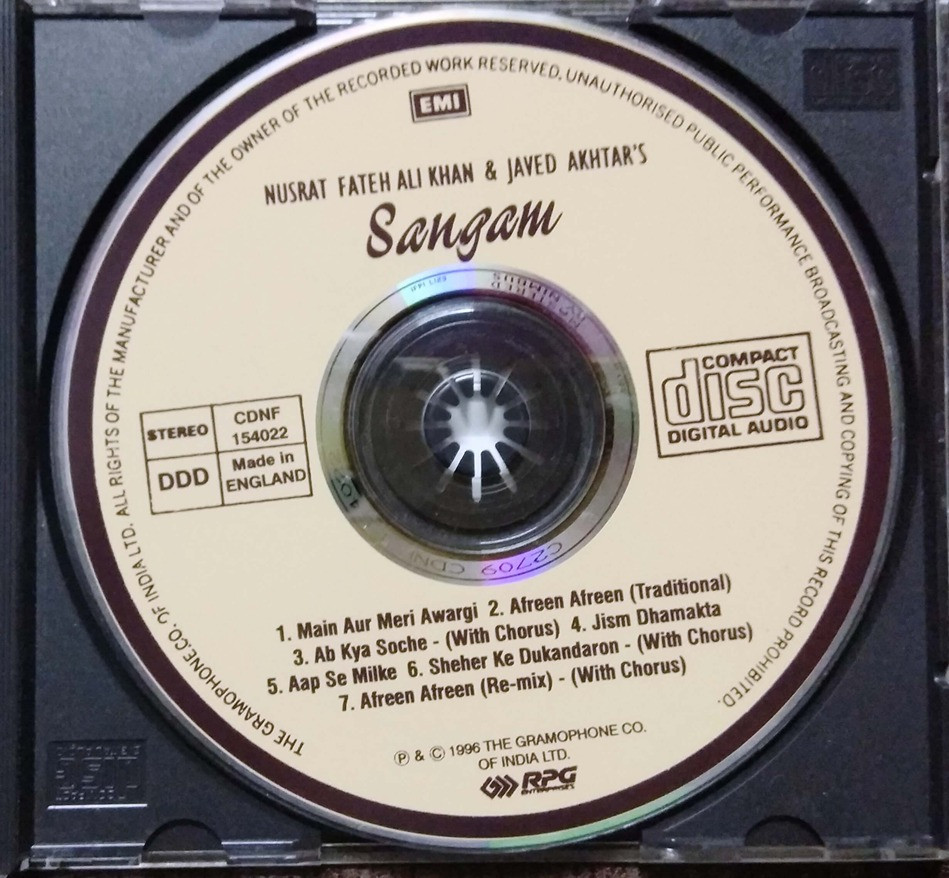 THE GRAMOPHONE CO. OF INDIA LTD. ALL RIGHTS OF THE MANUFACTURER AND OF THE OWNER OF THE RECORDED WORK RESERVED. UNAUTHORISED PUBLIC PERFORMANCE BROADCASTING AND COPYING OF THIS RECORD PROHIBITED.
EMI
NUSRAT FATEH ALI KHAN & JAVED AKHTAR'S
Sangam
STEREO
CDNF
154022
DDD
Made in
ENGLAND
COMPACT
disc
DIGITAL AUDIO
1. Main Aur Meri Awargi 2. Afreen Afreen (Traditional)
3. Ab Kya Soche - (With Chorus) 4. Jism Dhamakta
5. Aap Se Milke 6. Sheher Ke Dukandaron - (With Chorus)
7. Afreen Afreen (Re-mix) - (With Chorus)
℗ & © 1996 THE GRAMOPHONE CO.
OF INDIA LTD.
RPG
ENTERPRISES